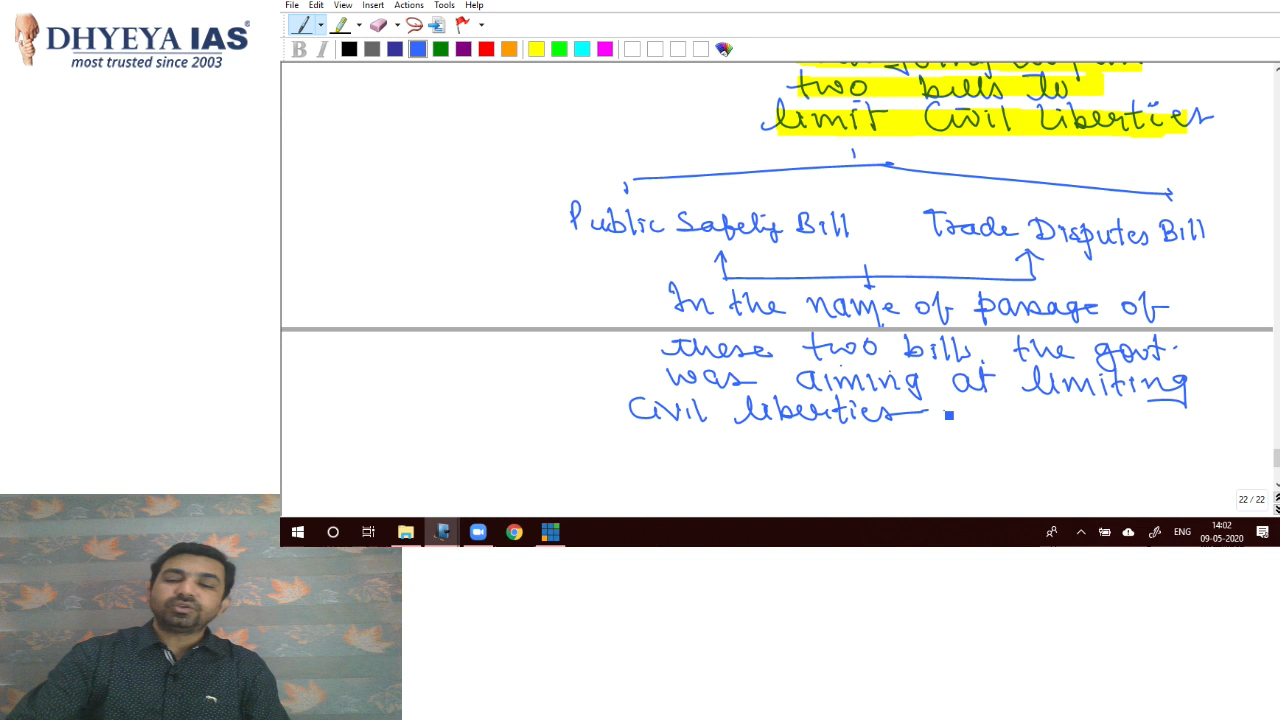 File Edit View Insert Actions Tools Help
DHYEYA IAS®
most trusted since 2003
B I
two bills to
limit Civil liberties
Public Safety Bill Trade Disputes Bill
In the name of passage of
these two bills, the govt.
was aiming at limiting
Civil liberties
22 / 22
ENG
14:02
09-05-2020